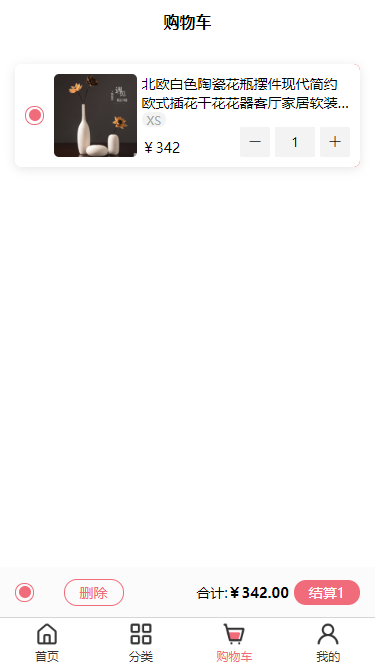 购物车
北欧白色陶瓷花瓶摆件现代简约
欧式插花干花花器客厅家居软装...
XS
￥342
1
删除
合计:￥342.00
结算1
首页
分类
购物车
我的